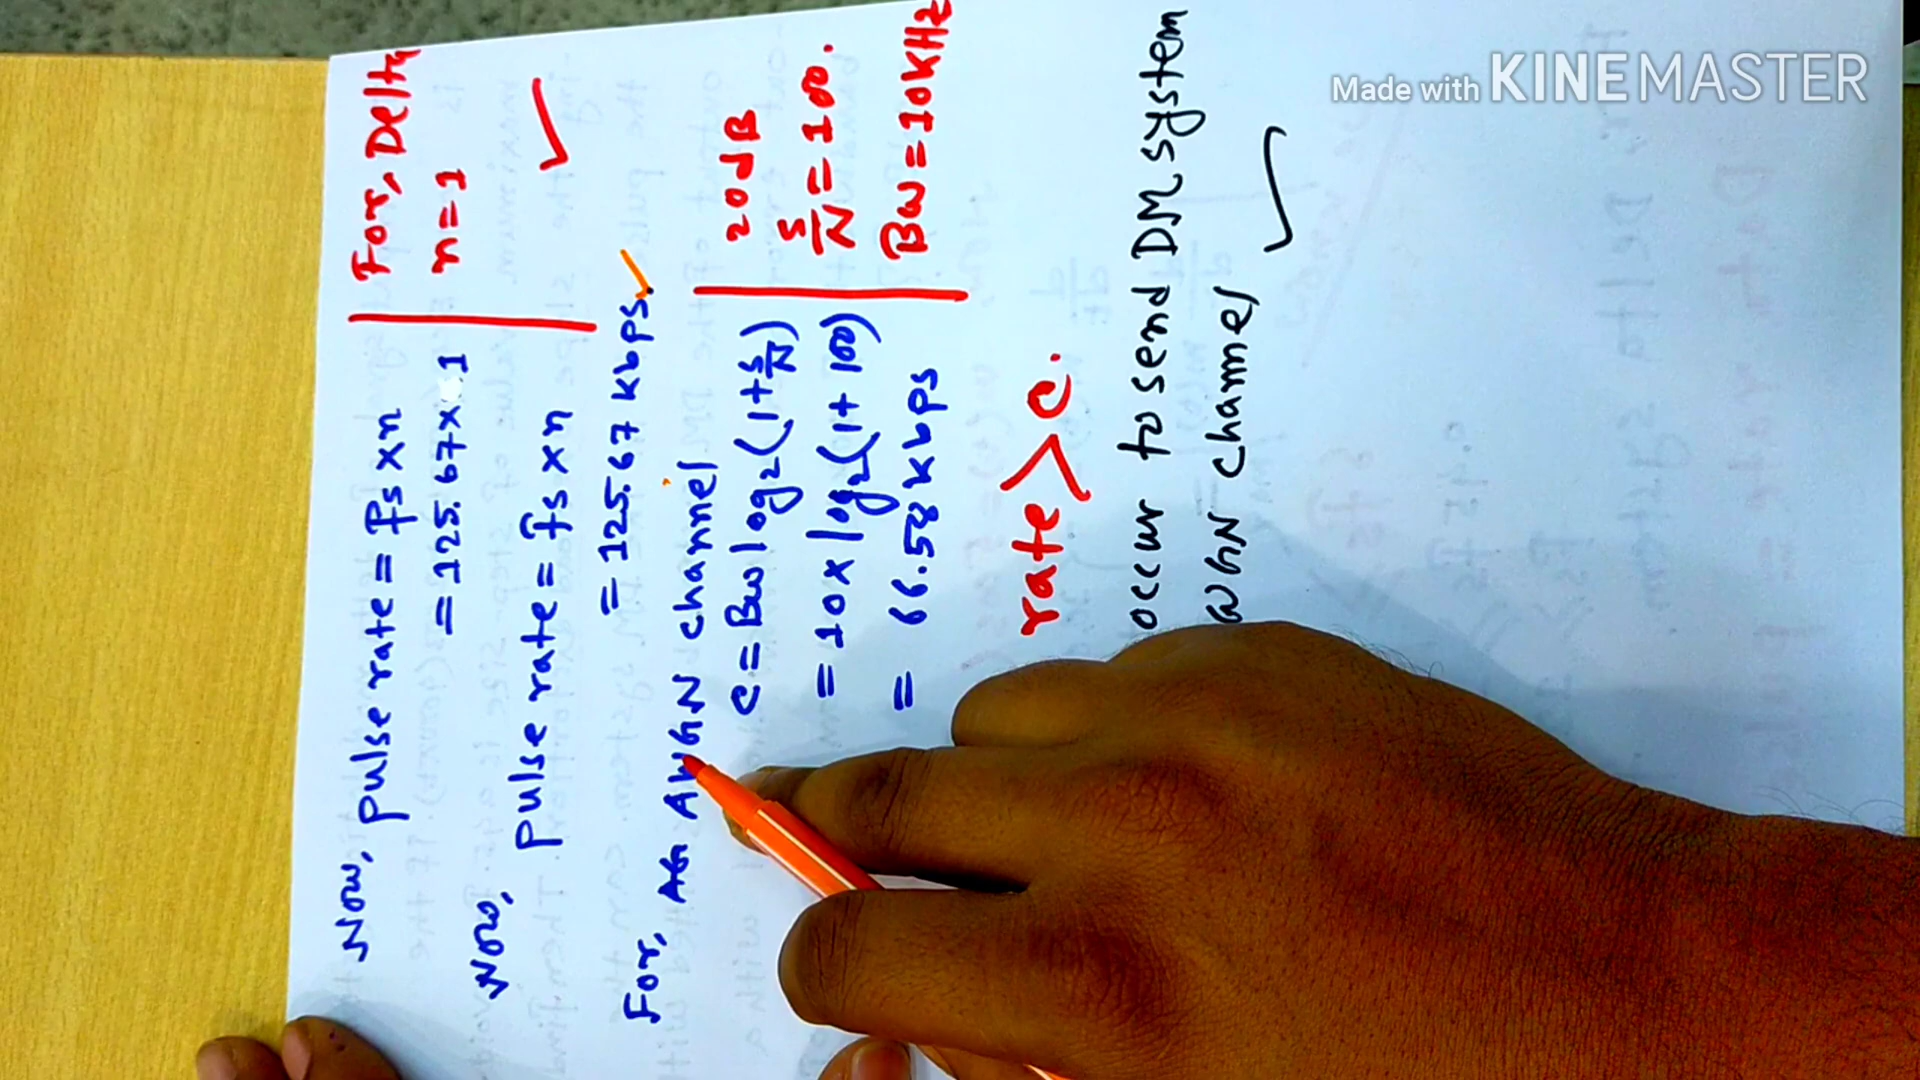 Made with KINEMASTER
Now, pulse rate = fs x n
= 125.67 x 1
For, Delta
n = 1
Now, pulse rate = fs x n
= 125.67 kbps.
For, AWGN channel
C = Bw log2(1 + S/N)
= 10 x log2(1 + 100)
= 66.58 kbps
20dB
S/N = 100.
Bw = 10KHz
rate > C.
occur to send DM system
WGN channel